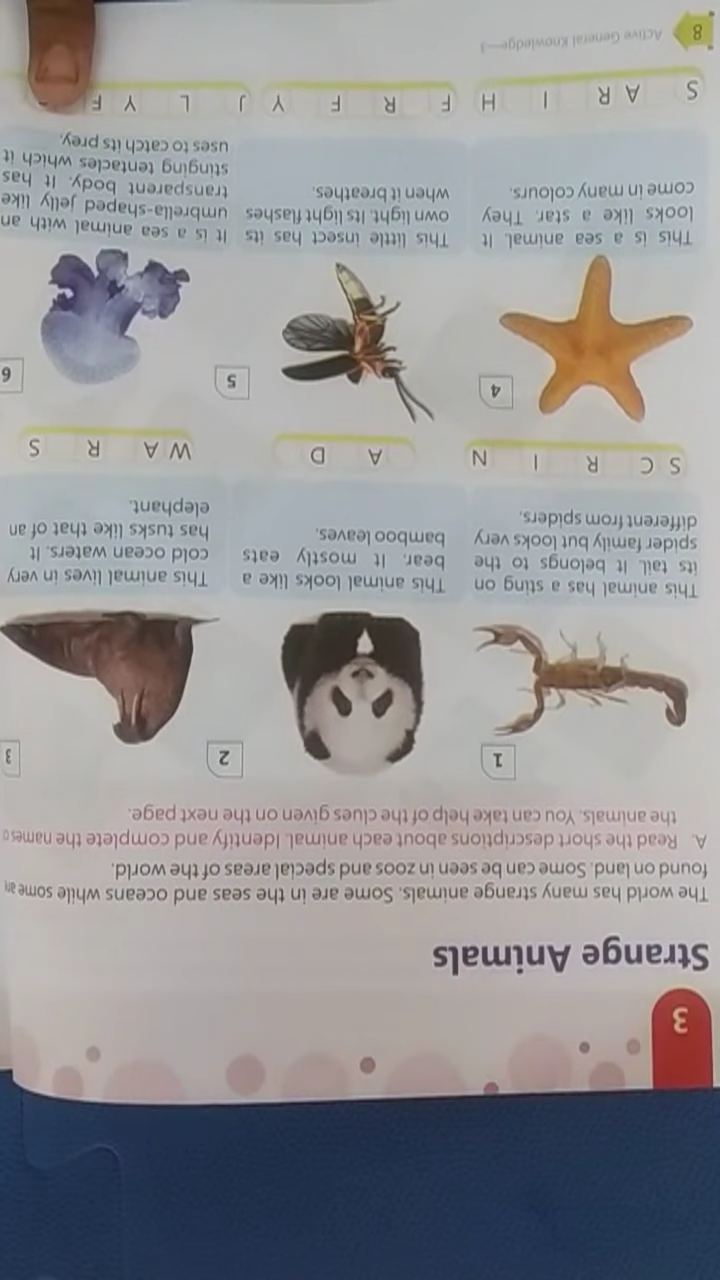 3
Strange Animals
The world has many strange animals. Some are in the seas and oceans while some
found on land. Some can be seen in zoos and special areas of the world.
A. Read the short descriptions about each animal. Identify and complete the names
the animals. You can take help of the clues given on the next page.
1
This animal has a sting on
its tail. It belongs to the
spider family but looks very
different from spiders.
S C R I N
2
This animal looks like a
bear. It mostly eats
bamboo leaves.
A D
3
This animal lives in very
cold ocean waters. It
has tusks like that of an
elephant.
W A R S
4
This is a sea animal. It
looks like a star. They
come in many colours.
S A R I H
5
This little insect has its
own light. Its light flashes
when it breathes.
F R F Y
6
It is a sea animal with an
umbrella-shaped jelly like
transparent body. It has
stinging tentacles which it
uses to catch its prey.
J L Y F
8 Active General Knowledge—3